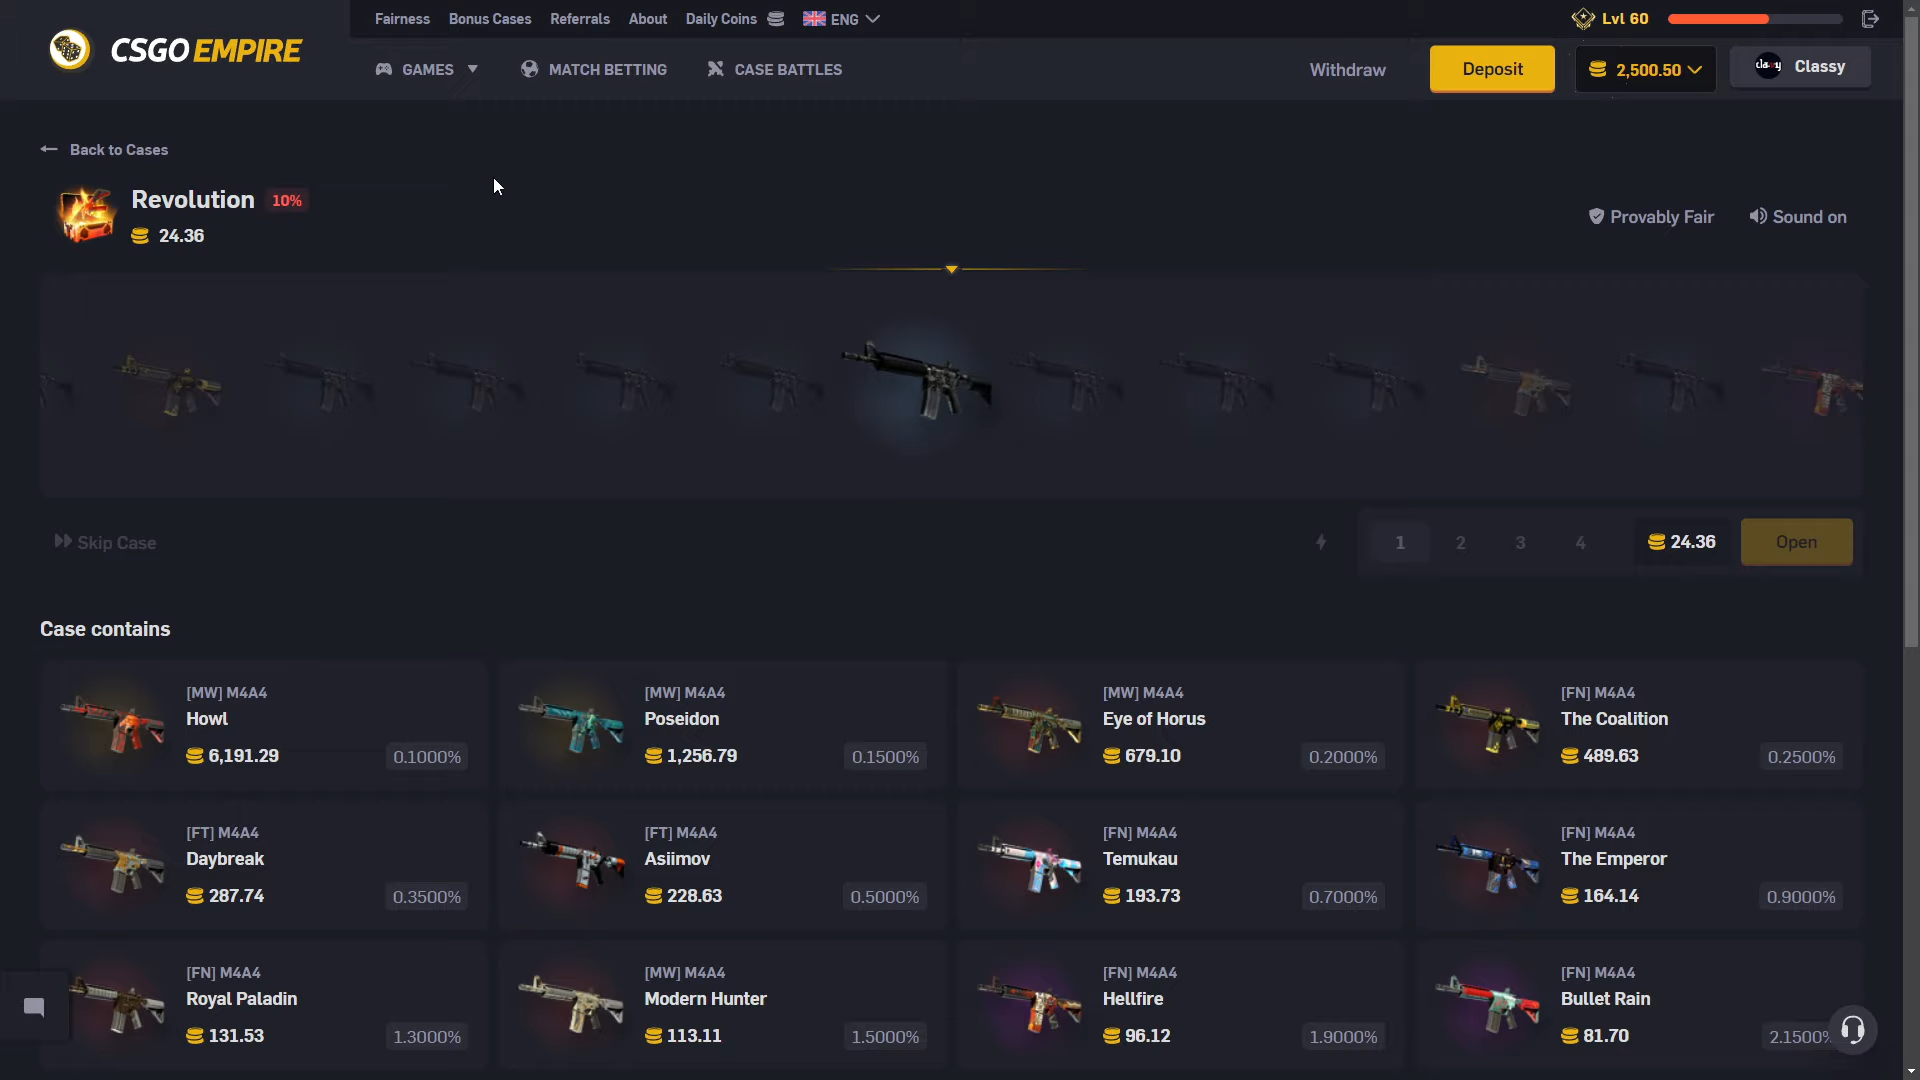 Fairness Bonus Cases Referrals About Daily Coins ENG Lvl 60
CSGOEMPIRE
GAMES MATCH BETTING CASE BATTLES Withdraw Deposit 2,500.50 Classy
Back to Cases
Revolution 10%
24.36
Provably Fair Sound on
Skip Case 1 2 3 4 24.36 Open
Case contains
[MW] M4A4 [MW] M4A4 [MW] M4A4 [FN] M4A4
Howl Poseidon Eye of Horus The Coalition
6,191.29 0.1000% 1,256.79 0.1500% 679.10 0.2000% 489.63 0.2500%
[FT] M4A4 [FT] M4A4 [FN] M4A4 [FN] M4A4
Daybreak Asiimov Temukau The Emperor
287.74 0.3500% 228.63 0.5000% 193.73 0.7000% 164.14 0.9000%
[FN] M4A4 [MW] M4A4 [FN] M4A4 [FN] M4A4
Royal Paladin Modern Hunter Hellfire Bullet Rain
131.53 1.3000% 113.11 1.5000% 96.12 1.9000% 81.70 2.1500%